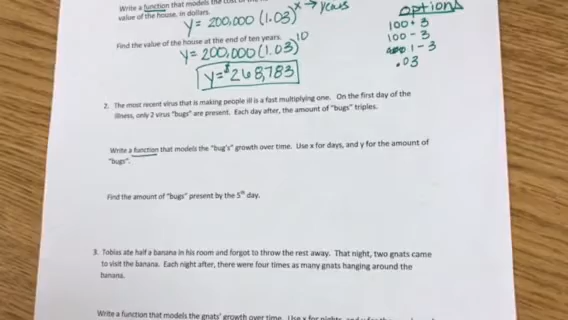 Write a function that models the cost of the
value of the house, in dollars.
y = 200,000 (1.03)^x → years
Find the value of the house at the end of ten years.
y = 200,000 (1.03)^10
y = $268,783
options
100 + 3
100 - 3
1 - 3
.03
2. The most recent virus that is making people ill is a fast multiplying one. On the first day of the
illness, only 2 virus "bugs" are present. Each day after, the amount of "bugs" triples.
Write a function that models the "bug's" growth over time. Use x for days, and y for the amount of
"bugs".
Find the amount of "bugs" present by the 5th day.
3. Tobias ate half a banana in his room and forgot to throw the rest away. That night, two gnats came
to visit the banana. Each night after, there were four times as many gnats hanging around the
banana.
Write a function that models the gnats' growth over time. Use x for nights, and y for